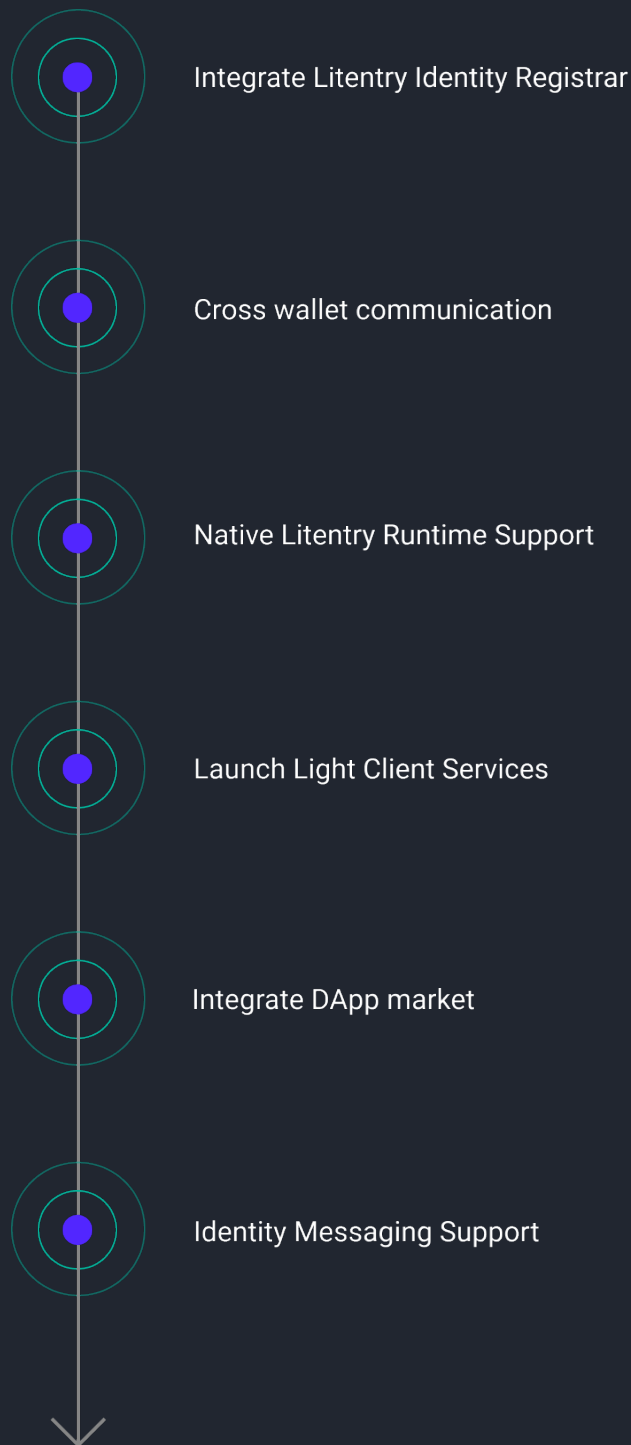 Integrate Litentry Identity Registrar
Cross wallet communication
Native Litentry Runtime Support
Launch Light Client Services
Integrate DApp market
Identity Messaging Support